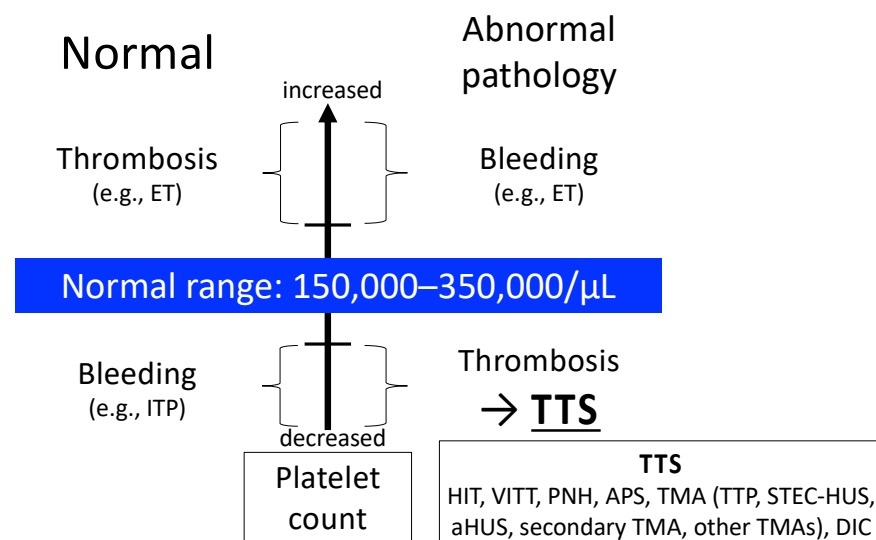 Normal
Abnormal
pathology
increased
Thrombosis
(e.g., ET)
Bleeding
(e.g., ET)
Normal range: 150,000–350,000/μL
Bleeding
(e.g., ITP)
Thrombosis
→ TTS
decreased
Platelet
count
TTS
HIT, VITT, PNH, APS, TMA (TTP, STEC-HUS,
aHUS, secondary TMA, other TMAs), DIC